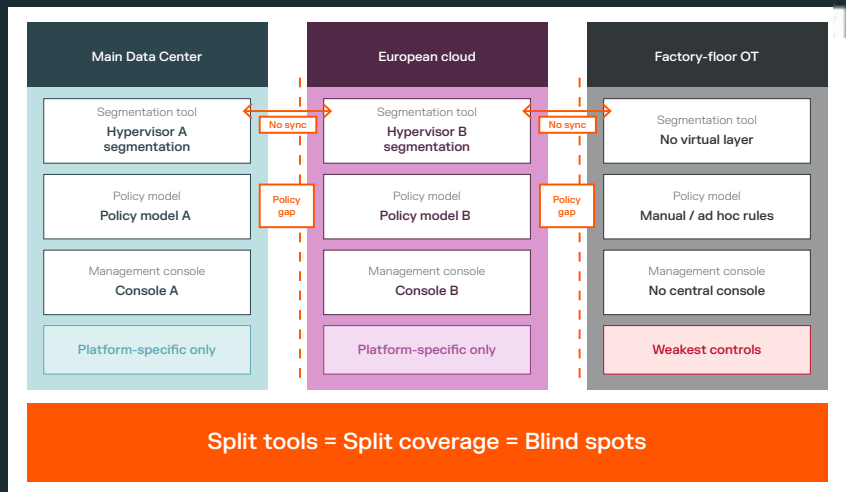 Main Data Center
European cloud
Factory-floor OT
Segmentation tool
Hypervisor A
segmentation
No sync
Segmentation tool
Hypervisor B
segmentation
No sync
Segmentation tool
No virtual layer
Policy model
Policy model A
Policy
gap
Policy model
Policy model B
Policy
gap
Policy model
Manual / ad hoc rules
Management console
Console A
Management console
Console B
Management console
No central console
Platform-specific only
Platform-specific only
Weakest controls
Split tools = Split coverage = Blind spots